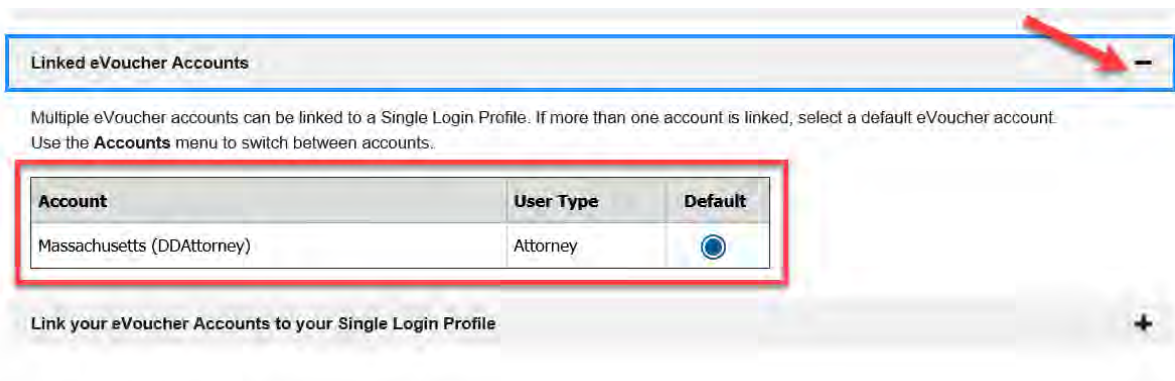 Linked eVoucher Accounts
Multiple eVoucher accounts can be linked to a Single Login Profile. If more than one account is linked, select a default eVoucher account.
Use the Accounts menu to switch between accounts.
Account User Type Default
Massachusetts (DDAttorney) Attorney
Link your eVoucher Accounts to your Single Login Profile